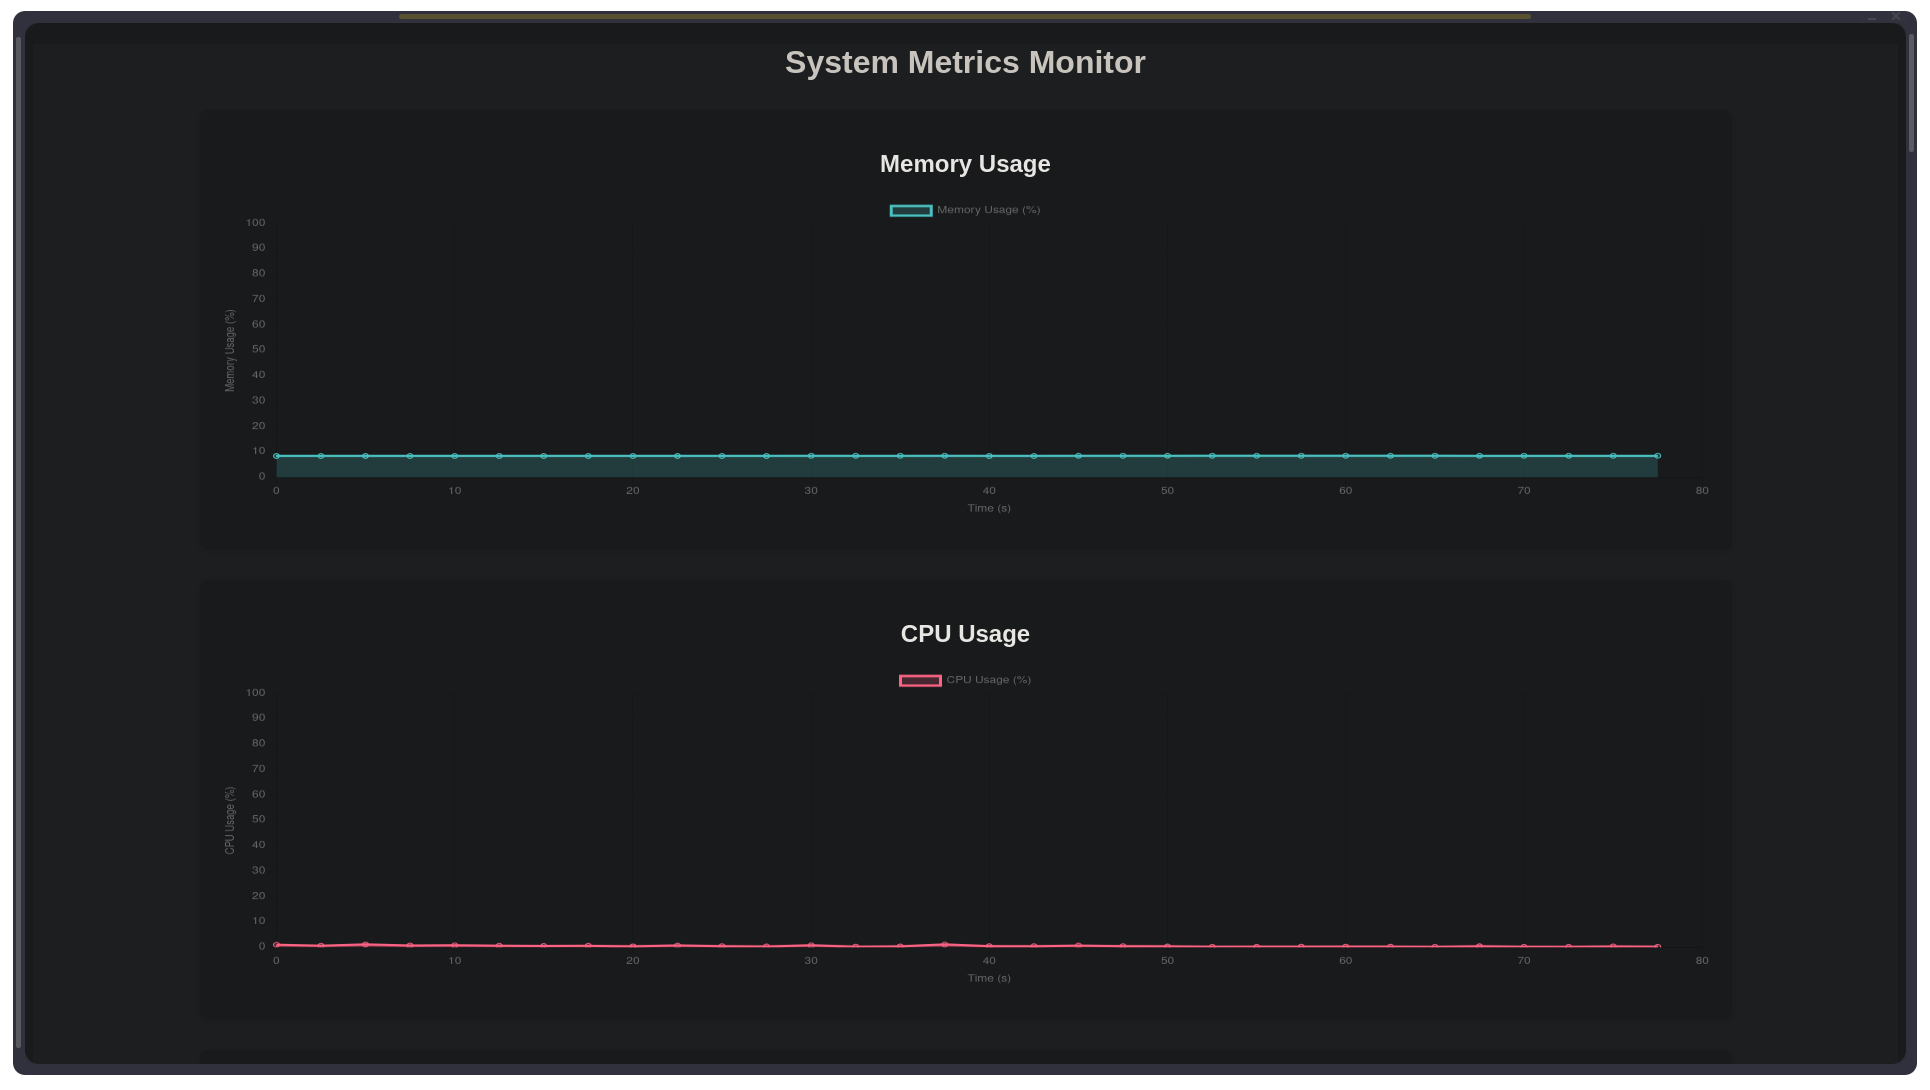 System Metrics Monitor
Memory Usage
Memory Usage (%)
100
90
80
70
60
50
40
30
20
10
0
Memory Usage (%)
0 10 20 30 40 50 60 70 80
Time (s)
CPU Usage
CPU Usage (%)
100
90
80
70
60
50
40
30
20
10
0
CPU Usage (%)
0 10 20 30 40 50 60 70 80
Time (s)